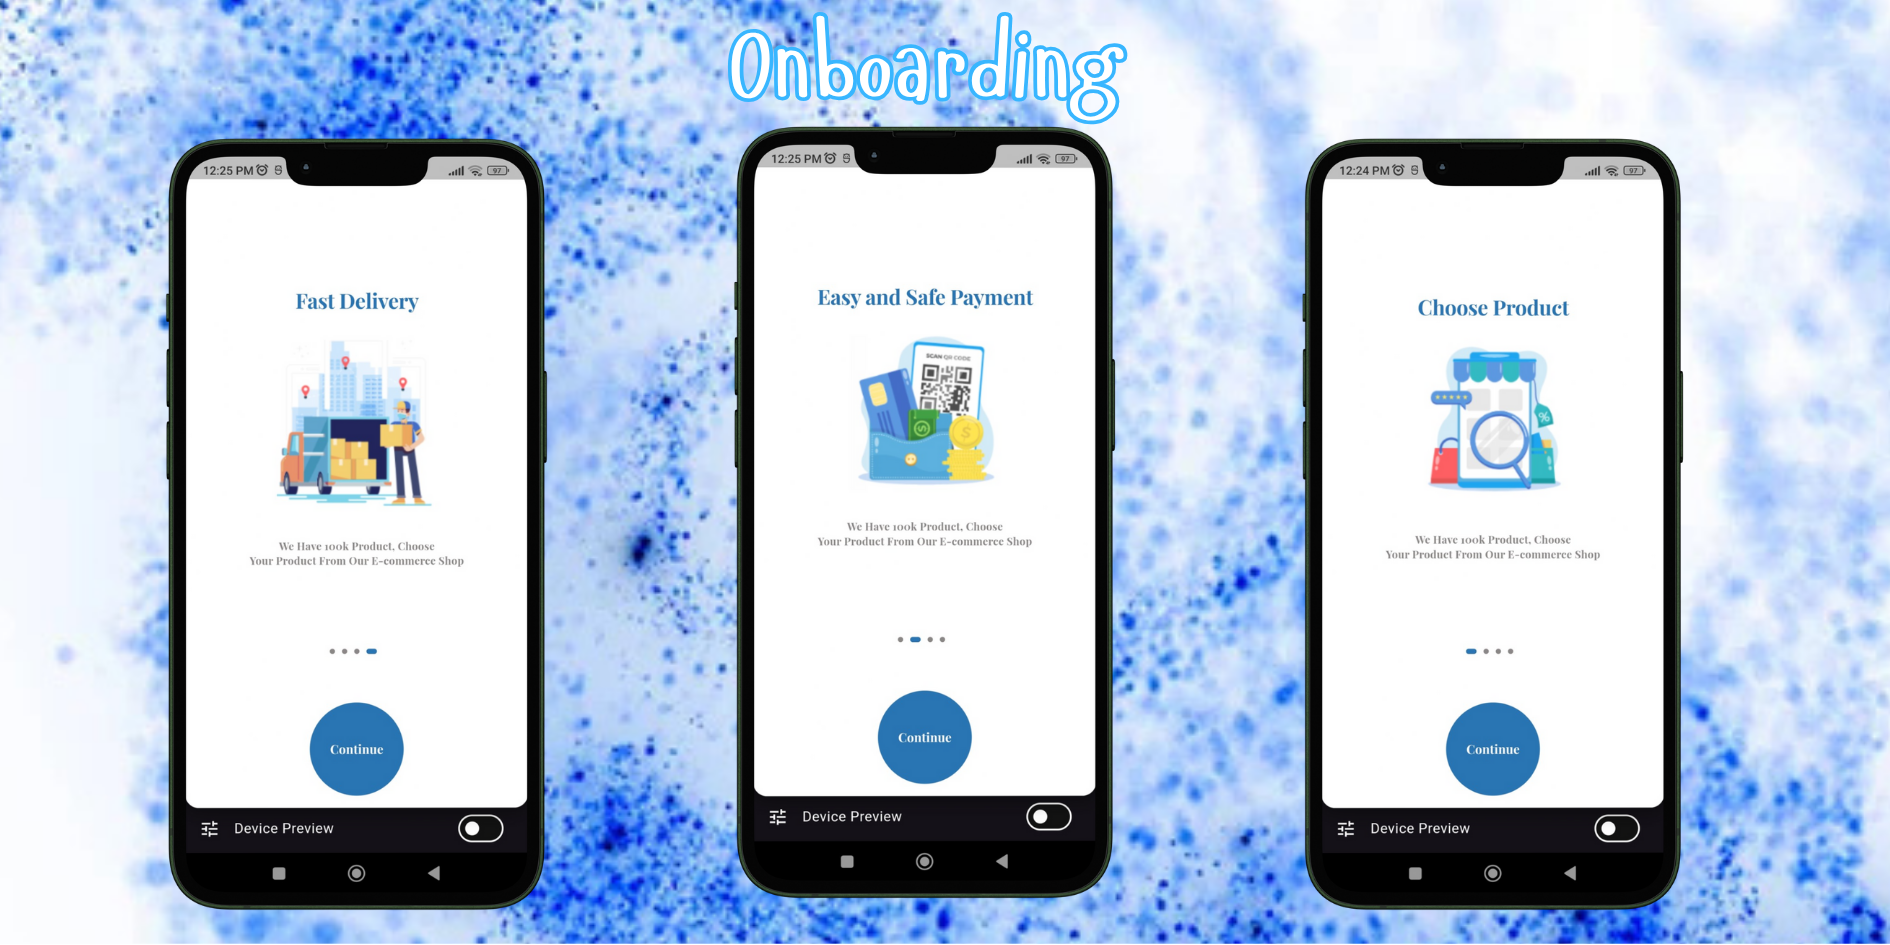 Onboarding
12:25 PM
97
Fast Delivery
We Have 100k Product, Choose
Your Product From Our E-commerce Shop
Continue
Device Preview
12:25 PM
97
Easy and Safe Payment
SCAN QR CODE
$
$
We Have 100k Product, Choose
Your Product From Our E-commerce Shop
Continue
Device Preview
12:24 PM
97
Choose Product
%
We Have 100k Product, Choose
Your Product From Our E-commerce Shop
Continue
Device Preview